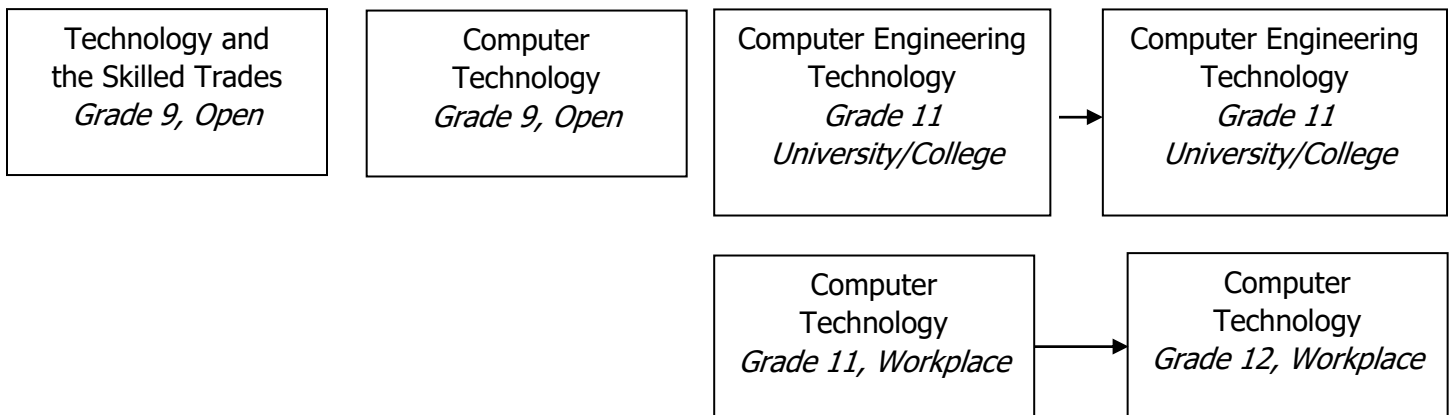 Technology and
the Skilled Trades
Grade 9, Open
Computer
Technology
Grade 9, Open
Computer Engineering
Technology
Grade 11
University/College
Computer Engineering
Technology
Grade 11
University/College
Computer
Technology
Grade 11, Workplace
Computer
Technology
Grade 12, Workplace